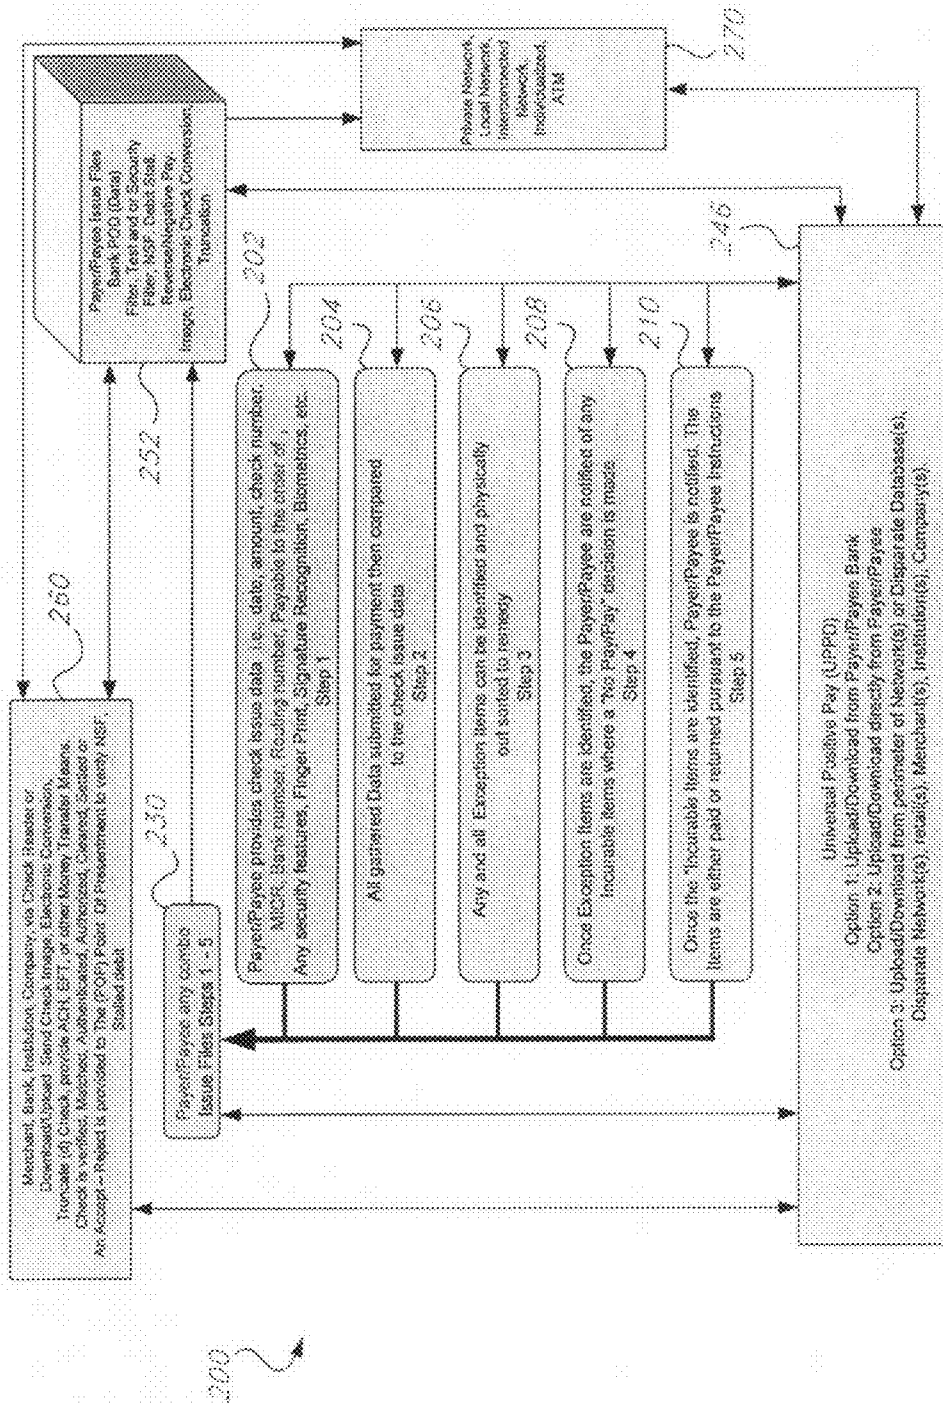 Merchant, Bank, Institution, Company, via Check Reader or
Download/Upload Send Check Image, Electronic Conversion,
Truncate (d) Check, provide ACH, EFT, or other Money Transfer Means,
Check is verified, Matched, Authenticated, Authorized, Cleared, Settled or
An Accept – Reject is provided to The (POP) Point Of Presentment to verify NSF,
Stalled debit
260
Payer/Payee Issue Files
Bank POD (Data)
Filter, Test and or Security
Filter, NSF, Debit Stall,
Reverse/Negative Pay,
Image, Electronic Check Conversion,
Truncation
252
Private Network,
Local Network,
Interconnected
Network,
Individualized,
ATM
270
Payer/Payee any combo
Issue Files Steps 1 - 5
230
Payer/Payee provides check issue data i.e., date, amount, check number,
MICR, bank number, Routing number, Payable to the order of ,
Any security features, Finger Print, Signature Recognition, Biometrics, etc.
Step 1
202
All garnered Data submitted for payment then compared
to the check issue data
Step 2
204
Any and all Exception Items can be identified and physically
out sorted to remedy
Step 3
206
Once Exception Items are identified, the Payer/Payee are notified of any
Incurable items where a "No Pay/Pay" decision is made
Step 4
208
Once the "Incurable Items are identified, Payer/Payee is notified, The
Items are either paid or returned pursuant to the Payer/Payee Instructions
Step 5
210
246
Universal Positive Pay (UPPD)
Option 1: Upload/Download from Payer/Payee Bank
Option 2: Upload/Download directly from Payer/Payee
Option 3: Upload/Download from perimeter of Network(s) or Disparate Database(s),
Disparate Network(s), retail(s), Merchant(s), Institution(s), Company(s).
200